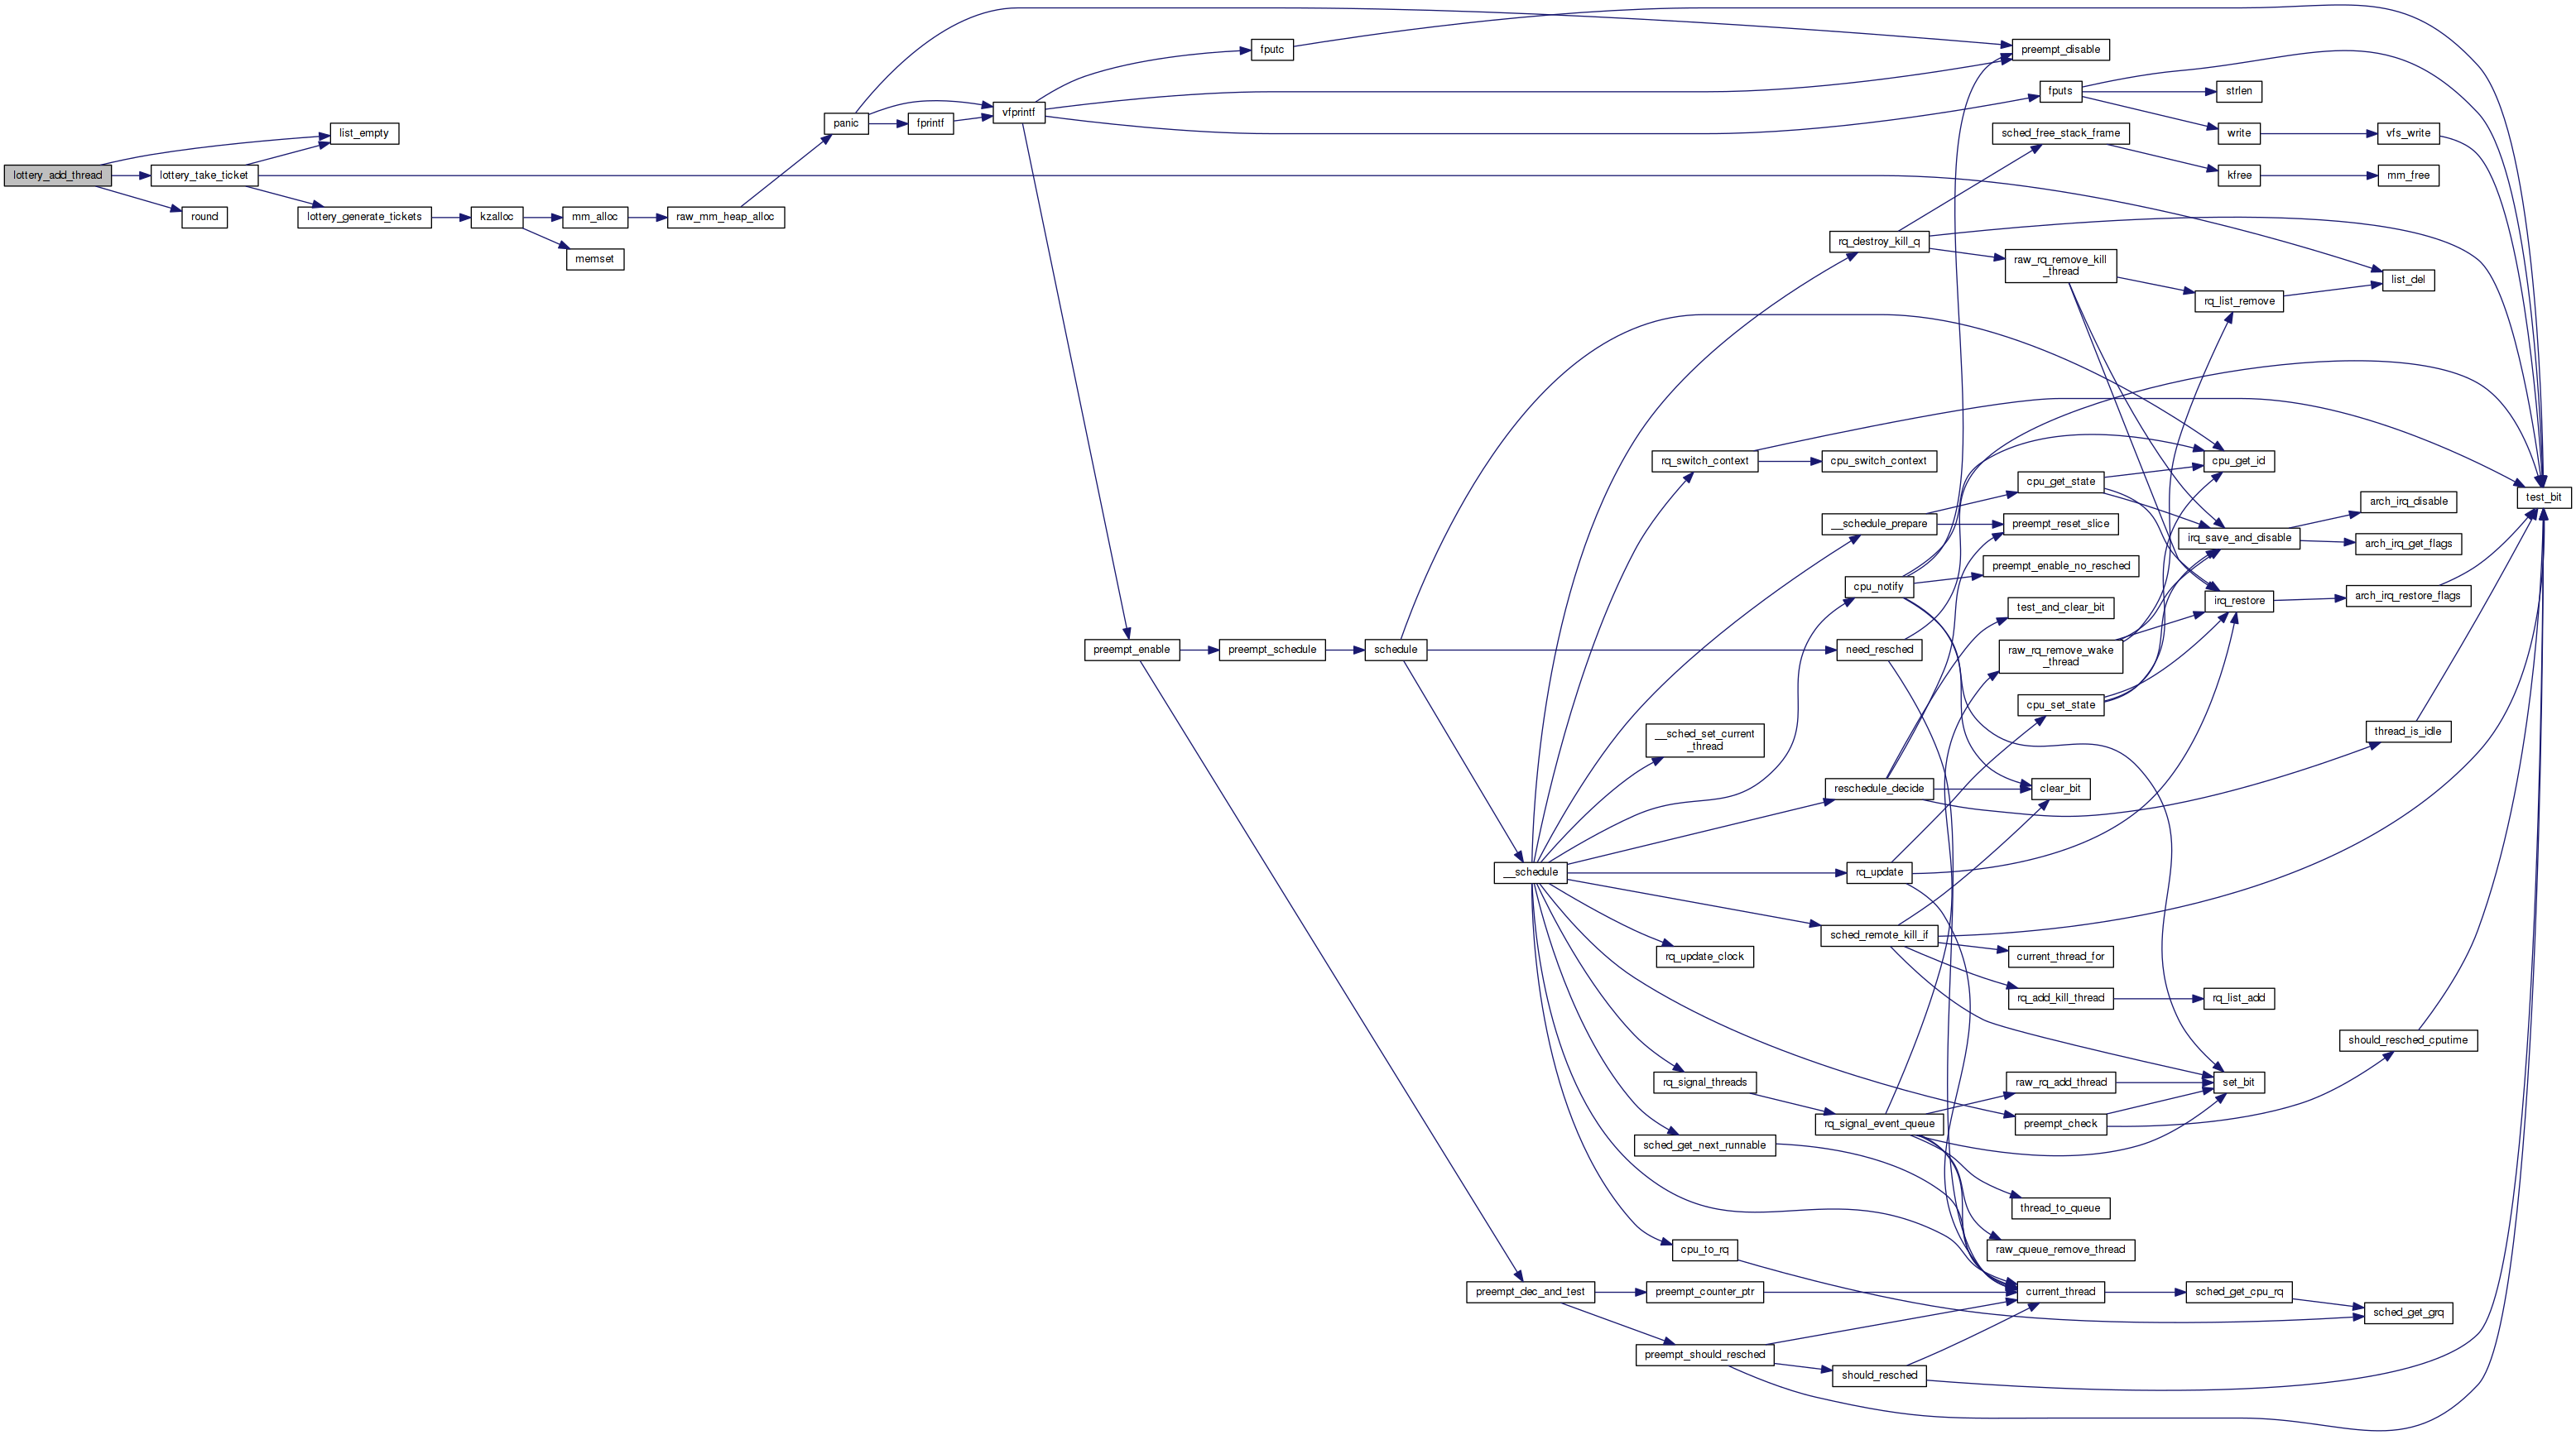 lottery_add_thread
list_empty
lottery_take_ticket
round
lottery_generate_tickets
kzalloc
mm_alloc
memset
raw_mm_heap_alloc
panic
fprintf
vfprintf
fputc
preempt_disable
fputs
strlen
write
vfs_write
sched_free_stack_frame
kfree
mm_free
rq_destroy_kill_q
raw_rq_remove_kill
_thread
rq_list_remove
list_del
rq_switch_context
cpu_switch_context
cpu_get_id
cpu_get_state
test_bit
arch_irq_disable
__schedule_prepare
preempt_reset_slice
irq_save_and_disable
arch_irq_get_flags
cpu_notify
preempt_enable_no_resched
irq_restore
arch_irq_restore_flags
test_and_clear_bit
preempt_enable
preempt_schedule
schedule
need_resched
raw_rq_remove_wake
_thread
cpu_set_state
__sched_set_current
_thread
thread_is_idle
reschedule_decide
clear_bit
__schedule
rq_update
sched_remote_kill_if
rq_update_clock
current_thread_for
rq_add_kill_thread
rq_list_add
should_resched_cputime
rq_signal_threads
raw_rq_add_thread
set_bit
rq_signal_event_queue
preempt_check
sched_get_next_runnable
thread_to_queue
cpu_to_rq
raw_queue_remove_thread
preempt_dec_and_test
preempt_counter_ptr
current_thread
sched_get_cpu_rq
sched_get_grq
preempt_should_resched
should_resched